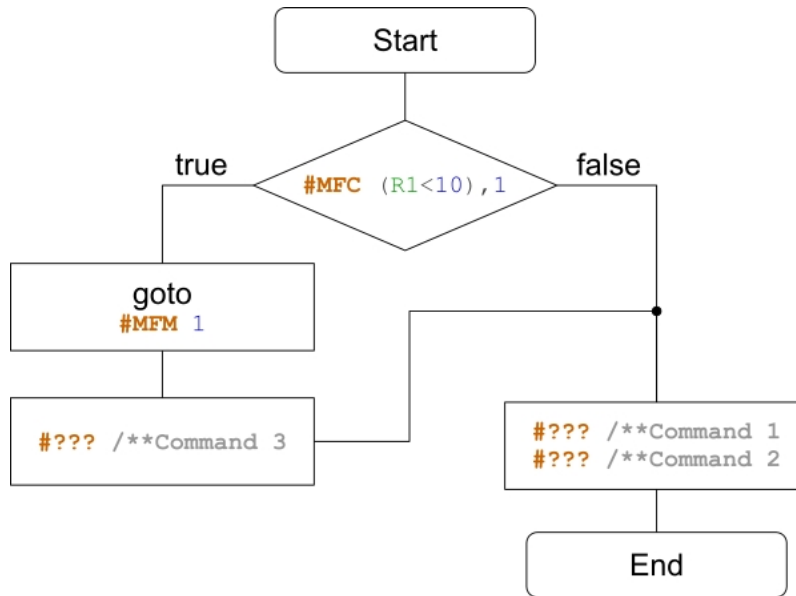 Start
true
false
#MFC (R1<10),1
goto
#MFM 1
#??? /**Command 3
#??? /**Command 1
#??? /**Command 2
End